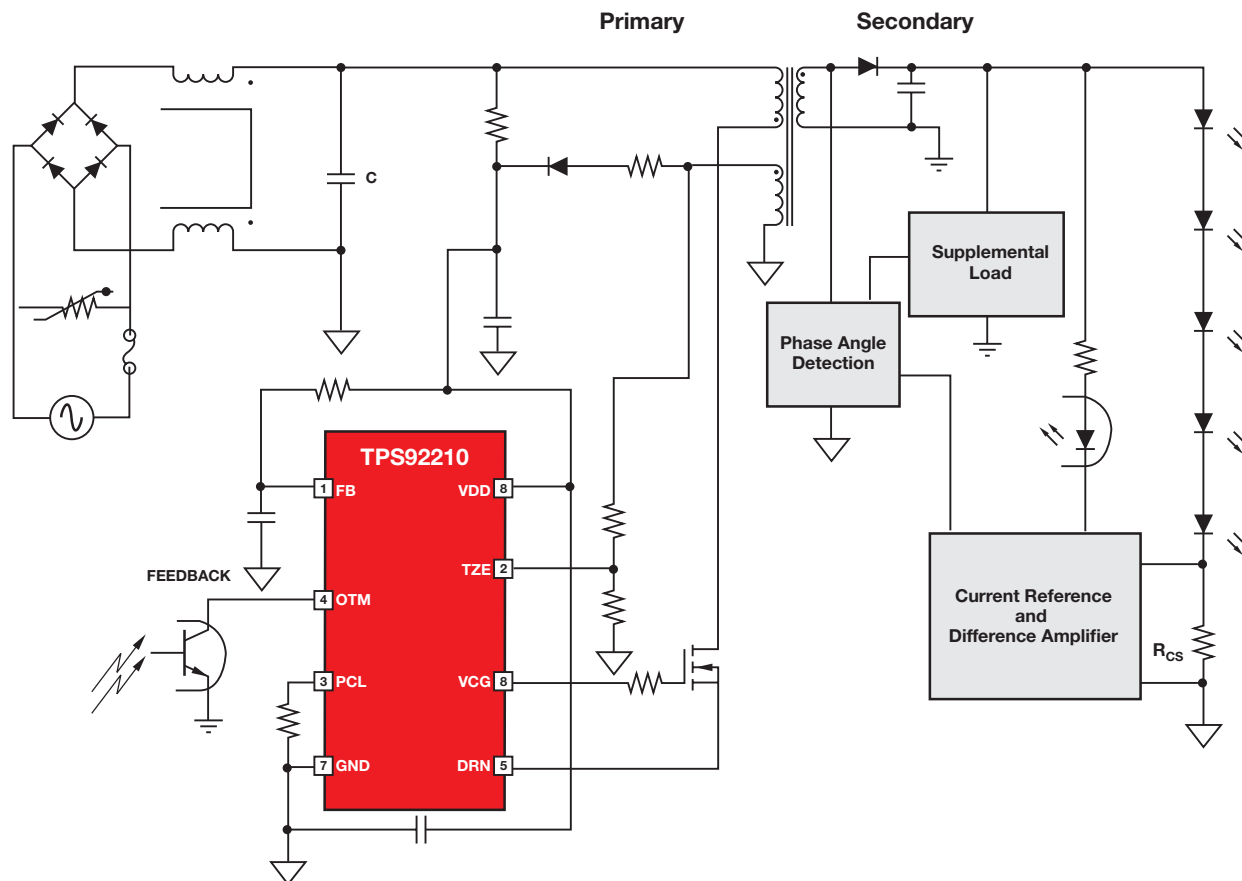 Primary
Secondary
C
Supplemental
Load
Phase Angle
Detection
TPS92210
1 FB
VDD 8
TZE 2
FEEDBACK
4 OTM
Current Reference
and
Difference Amplifier
RCS
3 PCL
VCG 8
7 GND
DRN 5